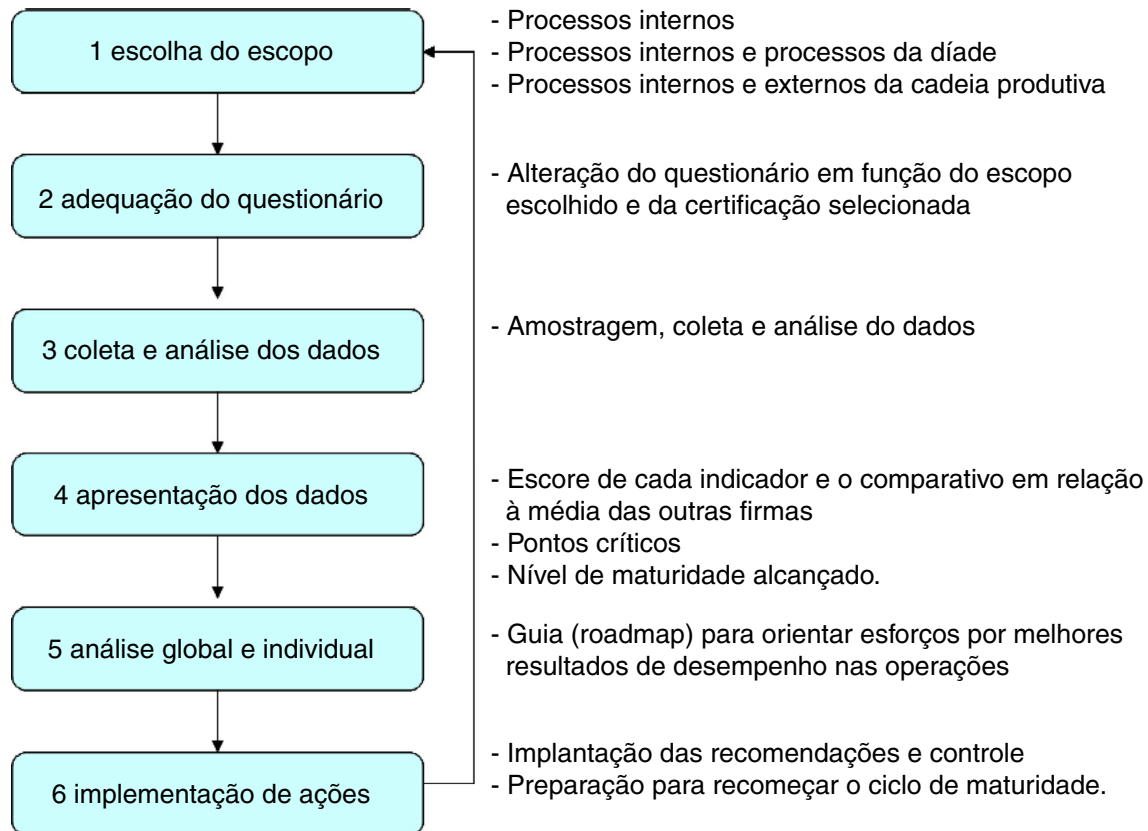 1 escolha do escopo
- Processos internos
- Processos internos e processos da díade
- Processos internos e externos da cadeia produtiva
2 adequação do questionário
- Alteração do questionário em função do escopo
escolhido e da certificação selecionada
3 coleta e análise dos dados
- Amostragem, coleta e análise do dados
4 apresentação dos dados
- Escore de cada indicador e o comparativo em relação
à média das outras firmas
- Pontos críticos
- Nível de maturidade alcançado.
5 análise global e individual
- Guia (roadmap) para orientar esforços por melhores
resultados de desempenho nas operações
6 implementação de ações
- Implantação das recomendações e controle
- Preparação para recomeçar o ciclo de maturidade.